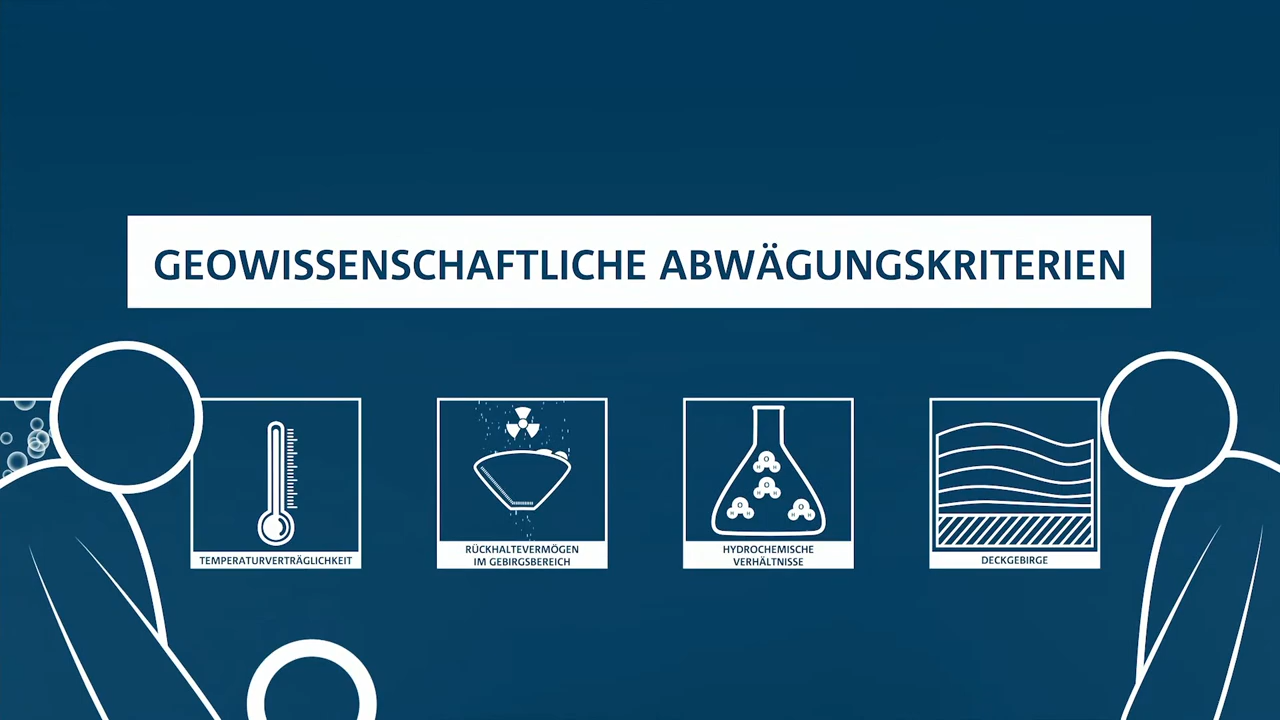 GEOWISSENSCHAFTLICHE ABWÄGUNGSKRITERIEN
TEMPERATURVERTRÄGLICHKEIT
RÜCKHALTEVERMÖGEN
IM GEBIRGSBEREICH
O
H H
O
H H
O
H H
O
H H
HYDROCHEMISCHE
VERHÄLTNISSE
DECKGEBIRGE